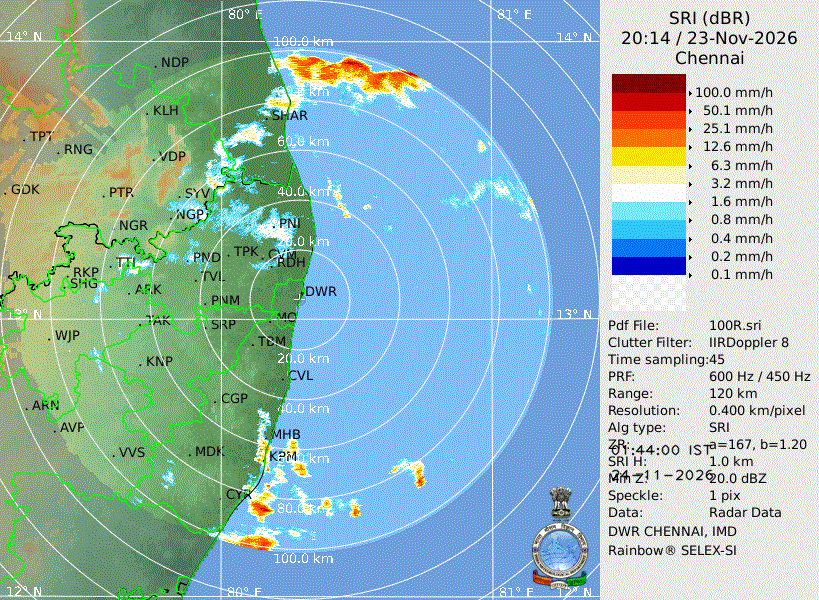 80° E
81° E
14° N
14° N
100.0 km
NDP
KLH
SHAR
TPT
RNG
60.0 km
VDP
GDK
PTR
SYV
40.0 km
NGP
NGR
PNJ
20.0 km
TPK
RDH
PND
TTL
RKP
TVL
SHG
ARK
DWR
PNM
13° N
TAK
SRP
MO
13° N
WJP
TBM
20.0 km
KNP
CVL
CGP
ARN
40.0 km
AVP
MHB
VVS
MDK
KPM
CYR
80.0 km
100.0 km
12° N
80° E
81° E
12° N
SRI (dBR)
20:14 / 23-Nov-2026
Chennai
100.0 mm/h
50.1 mm/h
25.1 mm/h
12.6 mm/h
6.3 mm/h
3.2 mm/h
1.6 mm/h
0.8 mm/h
0.4 mm/h
0.2 mm/h
0.1 mm/h
Pdf File: 100R.sri
Clutter Filter: IIRDoppler 8
Time sampling:45
PRF: 600 Hz / 450 Hz
Range: 120 km
Resolution: 0.400 km/pixel
Alg type: SRI
ZR: a=167, b=1.20
01:44:00 IST
SRI H: 1.0 km
24-11-2026
Min Z: 20.0 dBZ
Speckle: 1 pix
Data: Radar Data
DWR CHENNAI, IMD
Rainbow® SELEX-SI